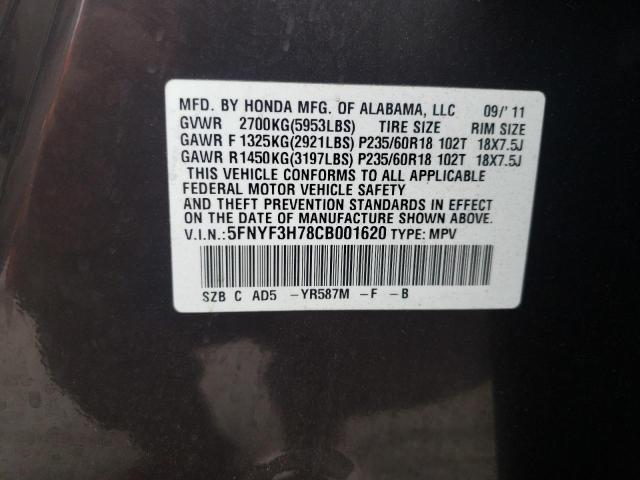 MFD. BY HONDA MFG. OF ALABAMA, LLC 09/'11
GVWR 2700KG(5953LBS) TIRE SIZE RIM SIZE
GAWR F 1325KG(2921LBS) P235/60R18 102T 18X7.5J
GAWR R1450KG(3197LBS) P235/60R18 102T 18X7.5J
THIS VEHICLE CONFORMS TO ALL APPLICABLE
FEDERAL MOTOR VEHICLE SAFETY
AND THEFT PREVENTION STANDARDS IN EFFECT
ON THE DATE OF MANUFACTURE SHOWN ABOVE.
V.I.N.:5FNYF3H78CB001620 TYPE: MPV
SZB C AD5 -YR587M -F -B